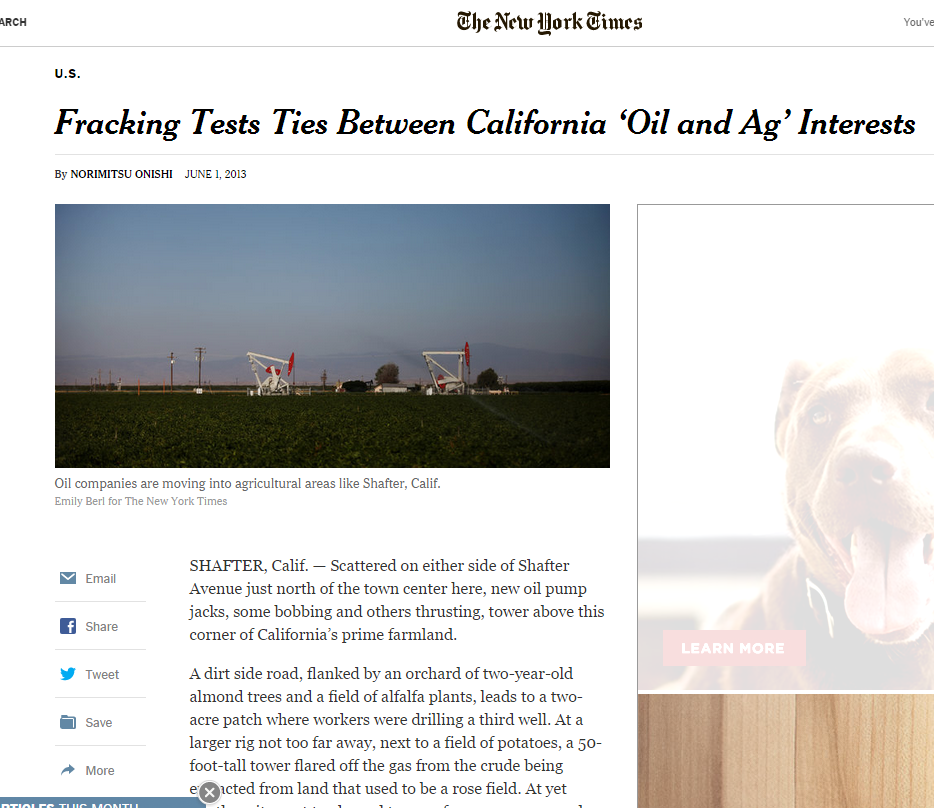 ARCH
The New York Times
You've
U.S.
Fracking Tests Ties Between California ‘Oil and Ag’ Interests
By NORIMITSU ONISHI JUNE 1, 2013
Oil companies are moving into agricultural areas like Shafter, Calif.
Emily Berl for The New York Times
Email
Share
Tweet
Save
More
SHAFTER, Calif. — Scattered on either side of Shafter
Avenue just north of the town center here, new oil pump
jacks, some bobbing and others thrusting, tower above this
corner of California’s prime farmland.
A dirt side road, flanked by an orchard of two-year-old
almond trees and a field of alfalfa plants, leads to a two-
acre patch where workers were drilling a third well. At a
larger rig not too far away, next to a field of potatoes, a 50-
foot-tall tower flared off the gas from the crude being
from land that used to be a rose field. At yet
LEARN MORE
ARTICLES THIS MONTH